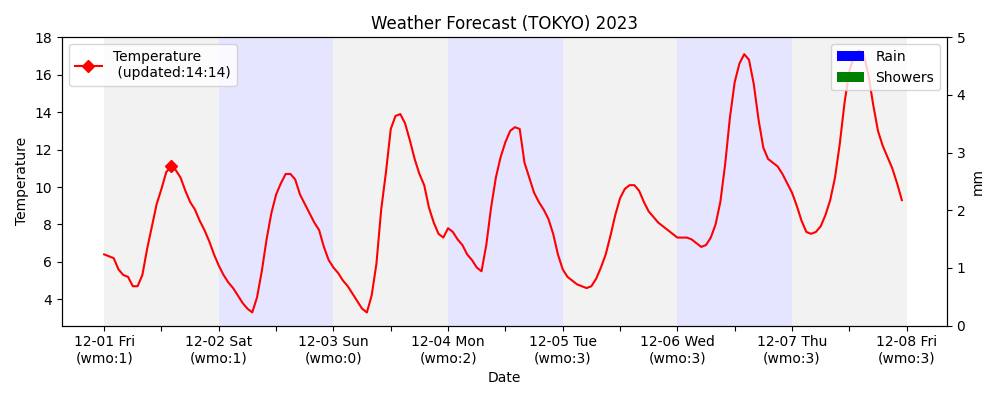 Weather Forecast (TOKYO) 2023
Temperature
(updated:14:14)
Rain
Showers
18
16
14
12
10
8
6
4
Temperature
5
4
3
2
1
0
mm
12-01 Fri
(wmo:1)
12-02 Sat
(wmo:1)
12-03 Sun
(wmo:0)
12-04 Mon
(wmo:2)
12-05 Tue
(wmo:3)
12-06 Wed
(wmo:3)
12-07 Thu
(wmo:3)
12-08 Fri
(wmo:3)
Date